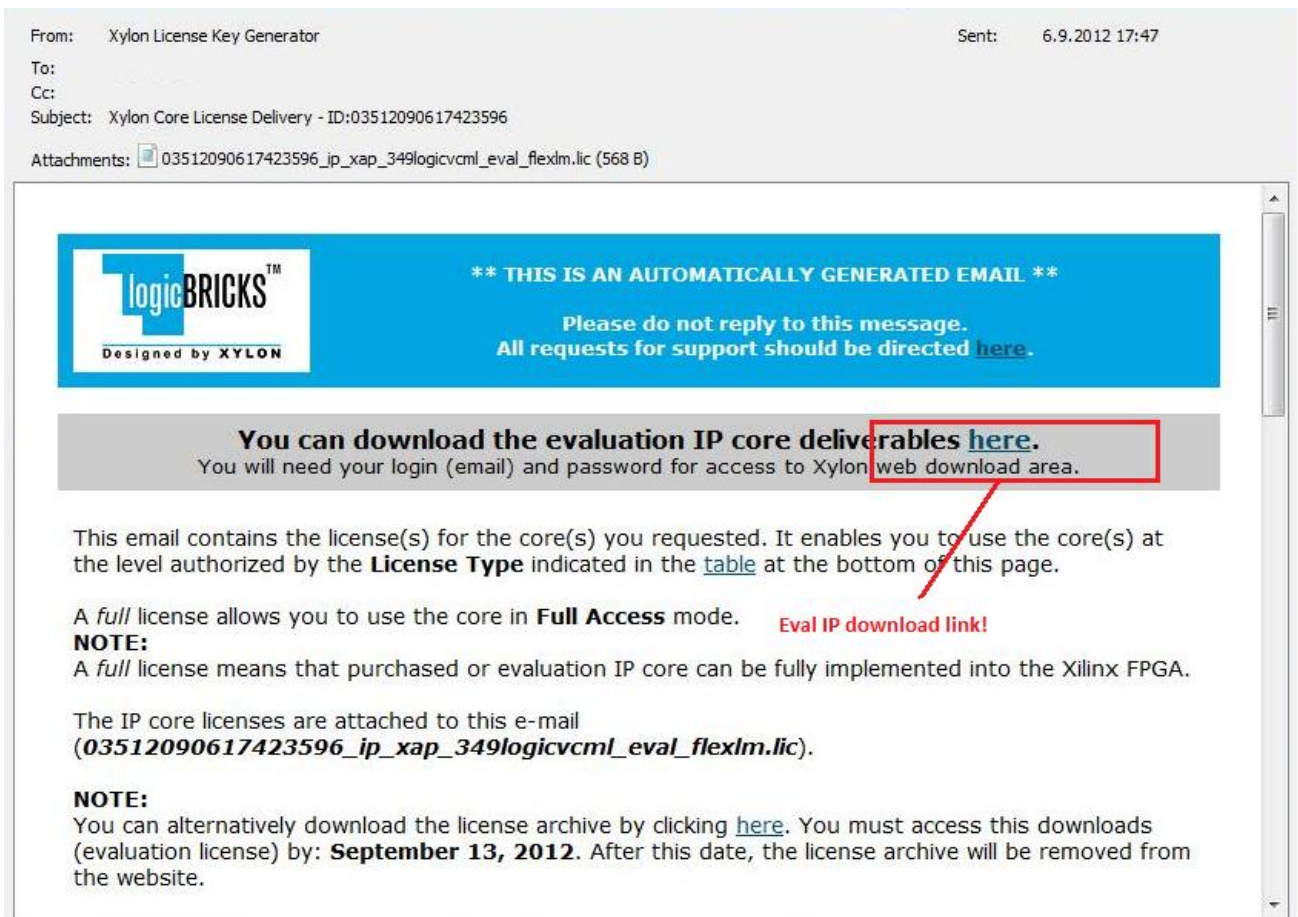 From: Xylon License Key Generator Sent: 6.9.2012 17:47
To:
Cc:
Subject: Xylon Core License Delivery - ID:03512090617423596
Attachments: 03512090617423596_ip_xap_349logicvcml_eval_flexlm.lic (568 B)
logicBRICKS™
Designed by XYLON
** THIS IS AN AUTOMATICALLY GENERATED EMAIL **
Please do not reply to this message.
All requests for support should be directed here.
You can download the evaluation IP core deliverables here.
You will need your login (email) and password for access to Xylon web download area.
This email contains the license(s) for the core(s) you requested. It enables you to use the core(s) at
the level authorized by the License Type indicated in the table at the bottom of this page.
A full license allows you to use the core in Full Access mode.
Eval IP download link!
NOTE:
A full license means that purchased or evaluation IP core can be fully implemented into the Xilinx FPGA.
The IP core licenses are attached to this e-mail
(03512090617423596_ip_xap_349logicvcml_eval_flexlm.lic).
NOTE:
You can alternatively download the license archive by clicking here. You must access this downloads
(evaluation license) by: September 13, 2012. After this date, the license archive will be removed from
the website.